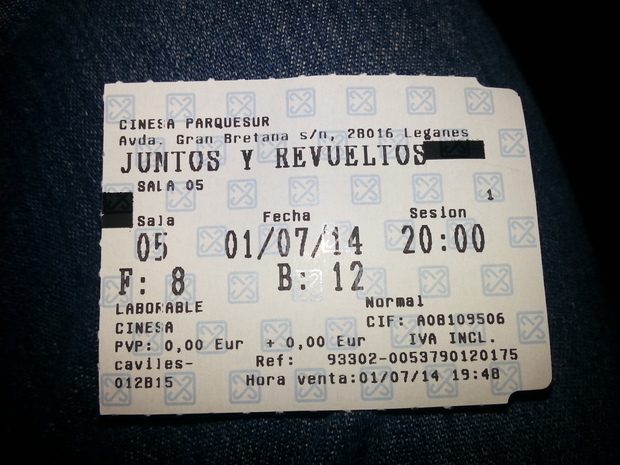 CINESA PARQUESUR
Avda. Gran Bretana s/n, 28016 Leganes
JUNTOS Y REVUELTOS
SALA 05
1
Sala Fecha Sesion
05 01/07/14 20:00
F: 8 B: 12
LABORABLE Normal
CINESA CIF: A08109506
PVP: 0,00 Eur + 0,00 Eur IVA INCL.
caviles- Ref: 93302-0053790120175
012B15 Hora venta:01/07/14 19:48